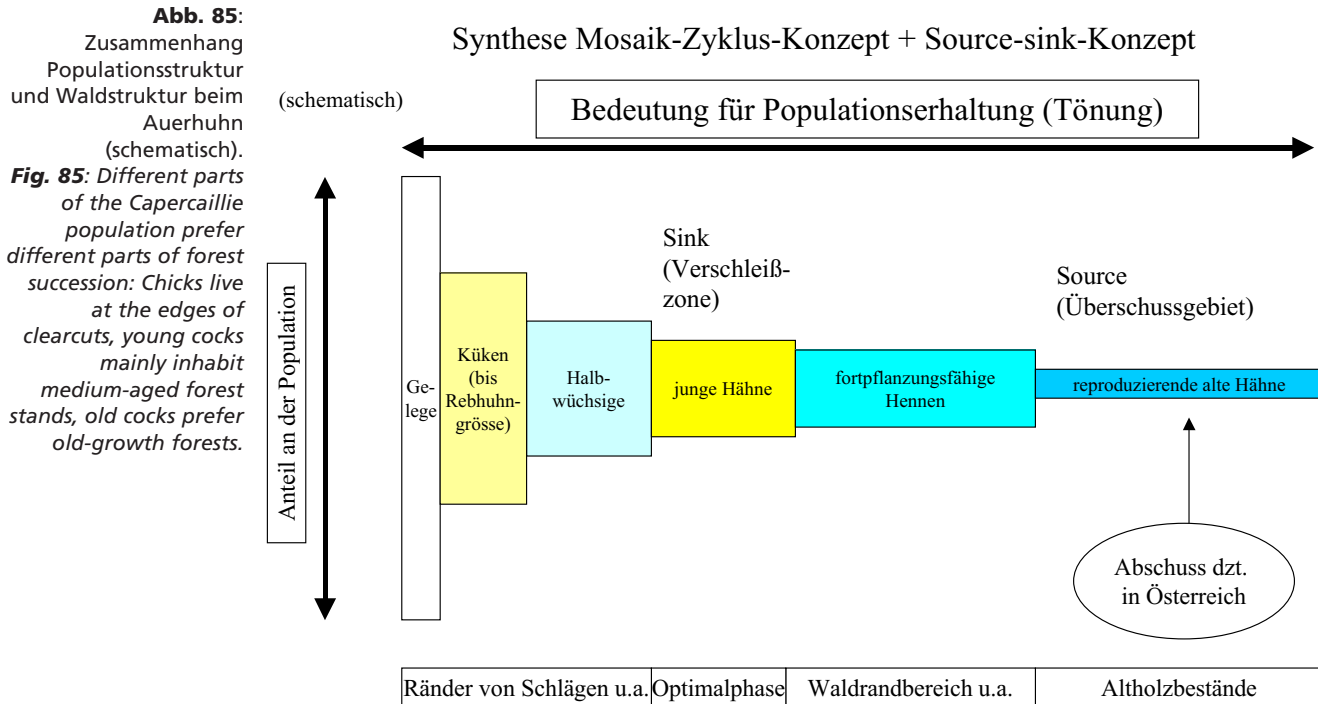 Abb. 85:
Zusammenhang
Populationsstruktur
und Waldstruktur beim
Auerhuhn
(schematisch).
Fig. 85: Different parts
of the Capercaillie
population prefer
different parts of forest
succession: Chicks live
at the edges of
clearcuts, young cocks
mainly inhabit
medium-aged forest
stands, old cocks prefer
old-growth forests.
Synthese Mosaik-Zyklus-Konzept + Source-sink-Konzept
(schematisch)
Bedeutung für Populationserhaltung (Tönung)
Anteil an der Population
Sink
(Verschleiß-
zone)
Source
(Überschussgebiet)
Ge-
lege
Küken
(bis
Rebhuhn-
grösse)
Halb-
wüchsige
junge Hähne
fortpflanzungsfähige
Hennen
reproduzierende alte Hähne
Abschuss dzt.
in Österreich
Ränder von Schlägen u.a.
Optimalphase
Waldrandbereich u.a.
Altholzbestände